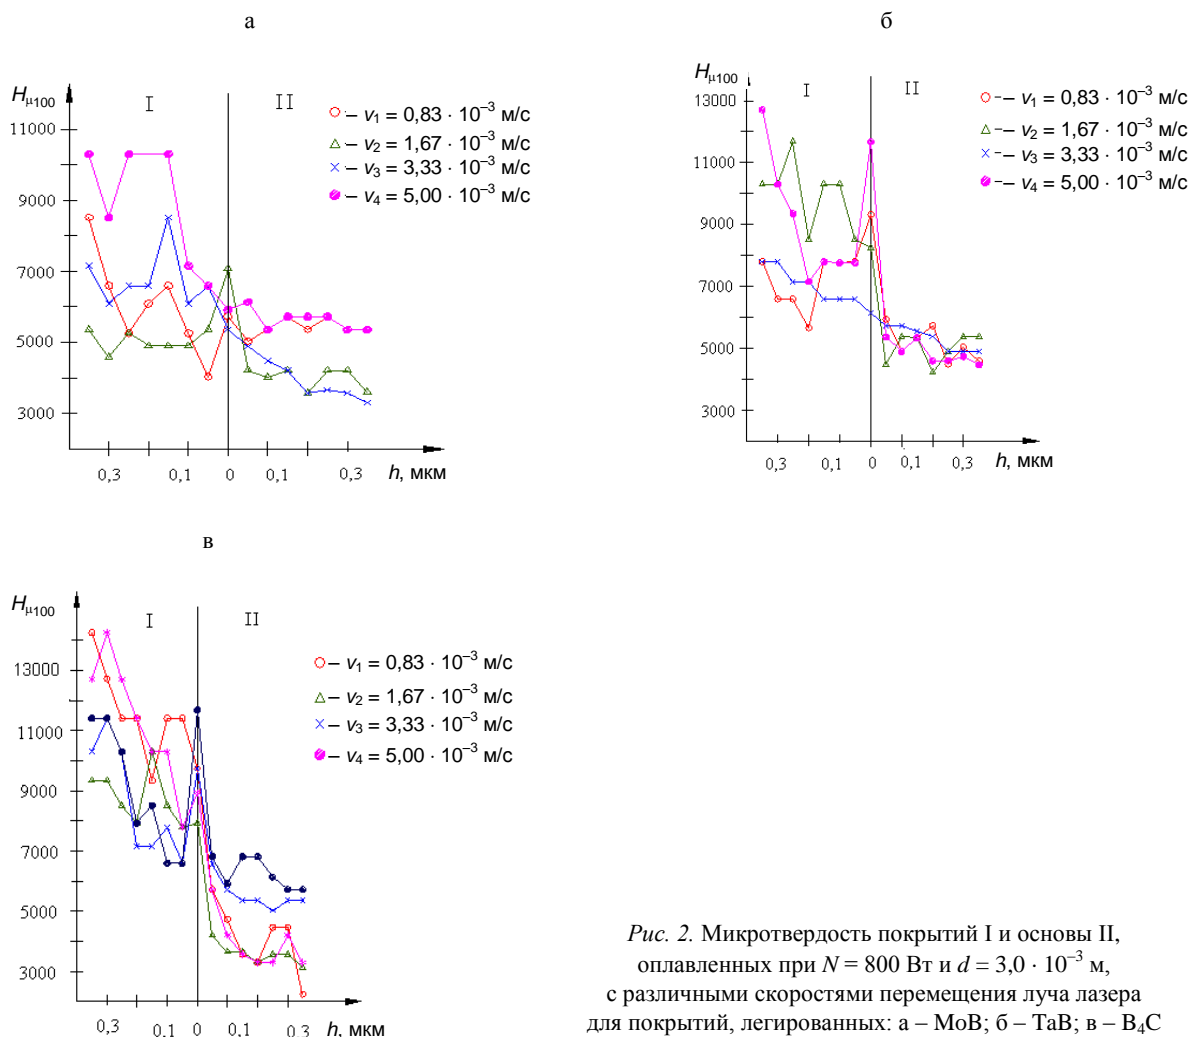 а
б
Hμ100
I
II
11000
9000
7000
5000
3000
0,3
0,1
0
0,1
0,3
h, мкм
– v1 = 0,83 · 10⁻³ м/с
– v2 = 1,67 · 10⁻³ м/с
– v3 = 3,33 · 10⁻³ м/с
– v4 = 5,00 · 10⁻³ м/с
Hμ100
I
II
13000
11000
9000
7000
5000
3000
0,3
0,1
0
0,1
0,3
h, мкм
– v1 = 0,83 · 10⁻³ м/с
– v2 = 1,67 · 10⁻³ м/с
– v3 = 3,33 · 10⁻³ м/с
– v4 = 5,00 · 10⁻³ м/с
в
Hμ100
I
II
13000
11000
9000
7000
5000
3000
0,3
0,1
0
0,1
0,3
h, мкм
– v1 = 0,83 · 10⁻³ м/с
– v2 = 1,67 · 10⁻³ м/с
– v3 = 3,33 · 10⁻³ м/с
– v4 = 5,00 · 10⁻³ м/с
Рис. 2. Микротвердость покрытий I и основы II,
оплавленных при N = 800 Вт и d = 3,0 · 10⁻³ м,
с различными скоростями перемещения луча лазера
для покрытий, легированных: а – MoB; б – TaB; в – B₄C